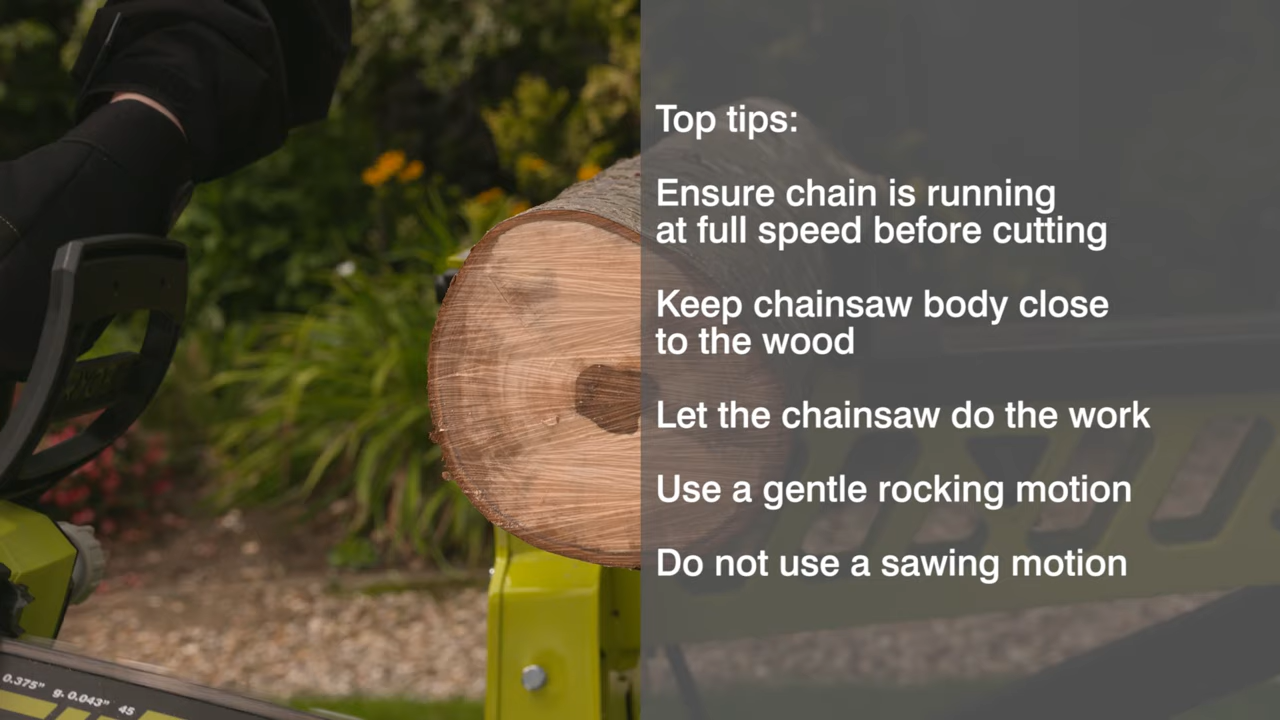 Top tips:
Ensure chain is running
at full speed before cutting
Keep chainsaw body close
to the wood
Let the chainsaw do the work
Use a gentle rocking motion
Do not use a sawing motion
0.375" g. 0.043" 45